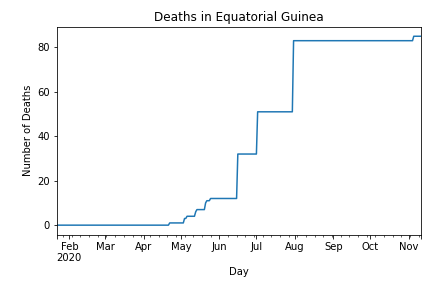 Deaths in Equatorial Guinea
Number of Deaths
80
60
40
20
0
Feb Mar Apr May Jun Jul Aug Sep Oct Nov
2020
Day